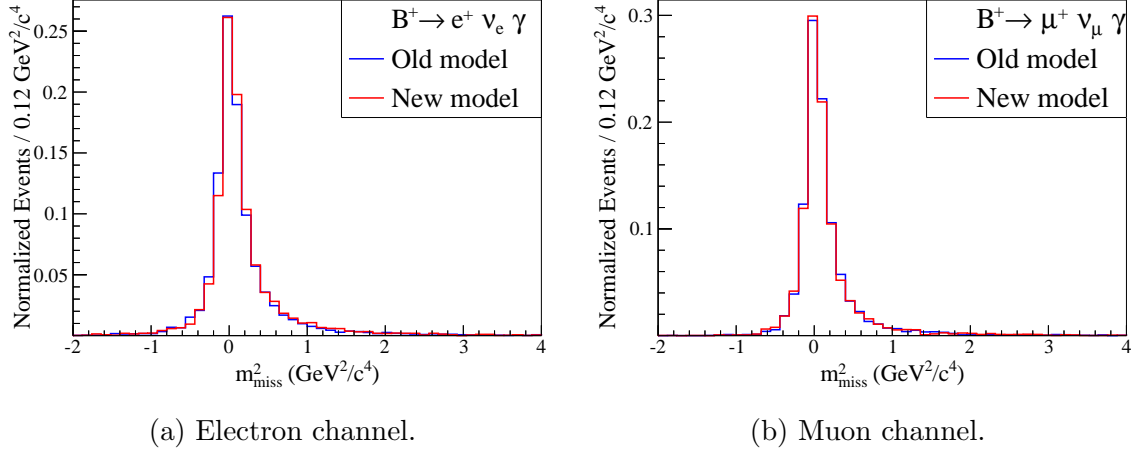 B⁺→ e⁺ νₑ γ
Old model
New model
Normalized Events / 0.12 GeV²/c⁴
0.25
0.2
0.15
0.1
0.05
-2 -1 0 1 2 3 4
m²miss (GeV²/c⁴)
(a) Electron channel.
B⁺→ μ⁺ ν_μ γ
Old model
New model
Normalized Events / 0.12 GeV²/c⁴
0.3
0.2
0.1
-2 -1 0 1 2 3 4
m²miss (GeV²/c⁴)
(b) Muon channel.